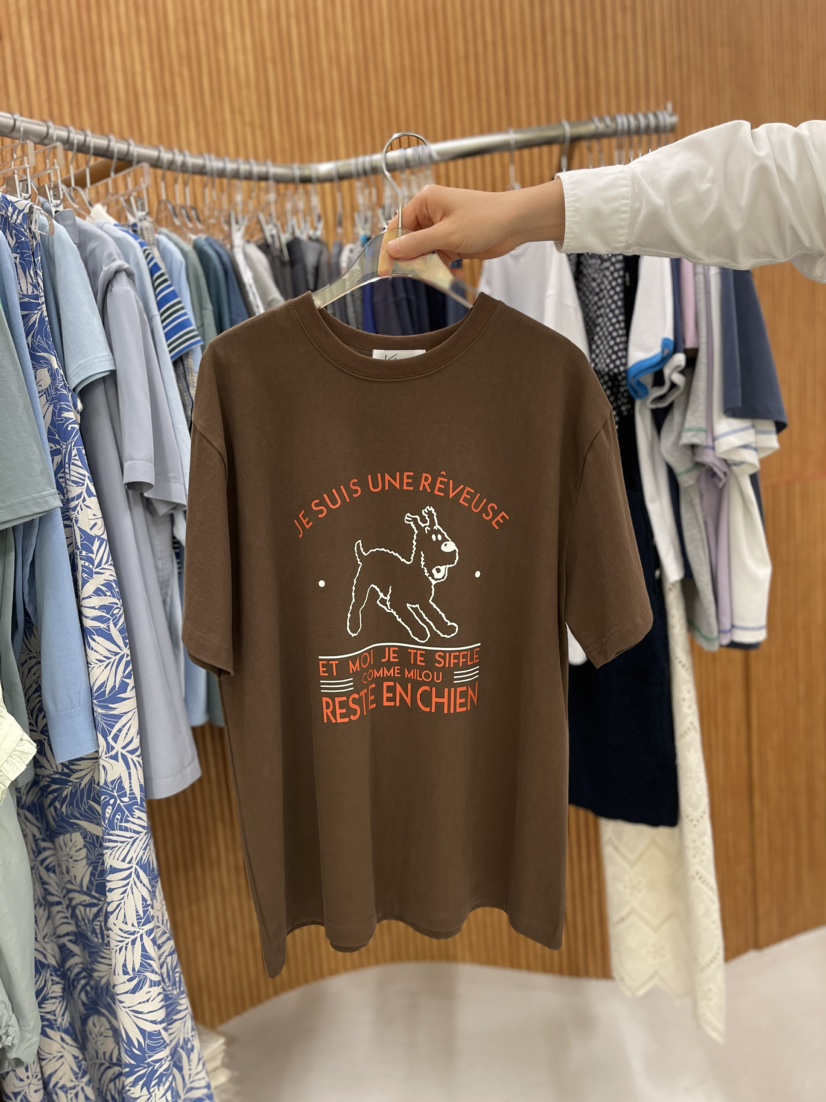 JE SUIS UNE RÊVEUSE
ET MOI JE TE SIFFLE
COMME MILOU
RESTE EN CHIEN